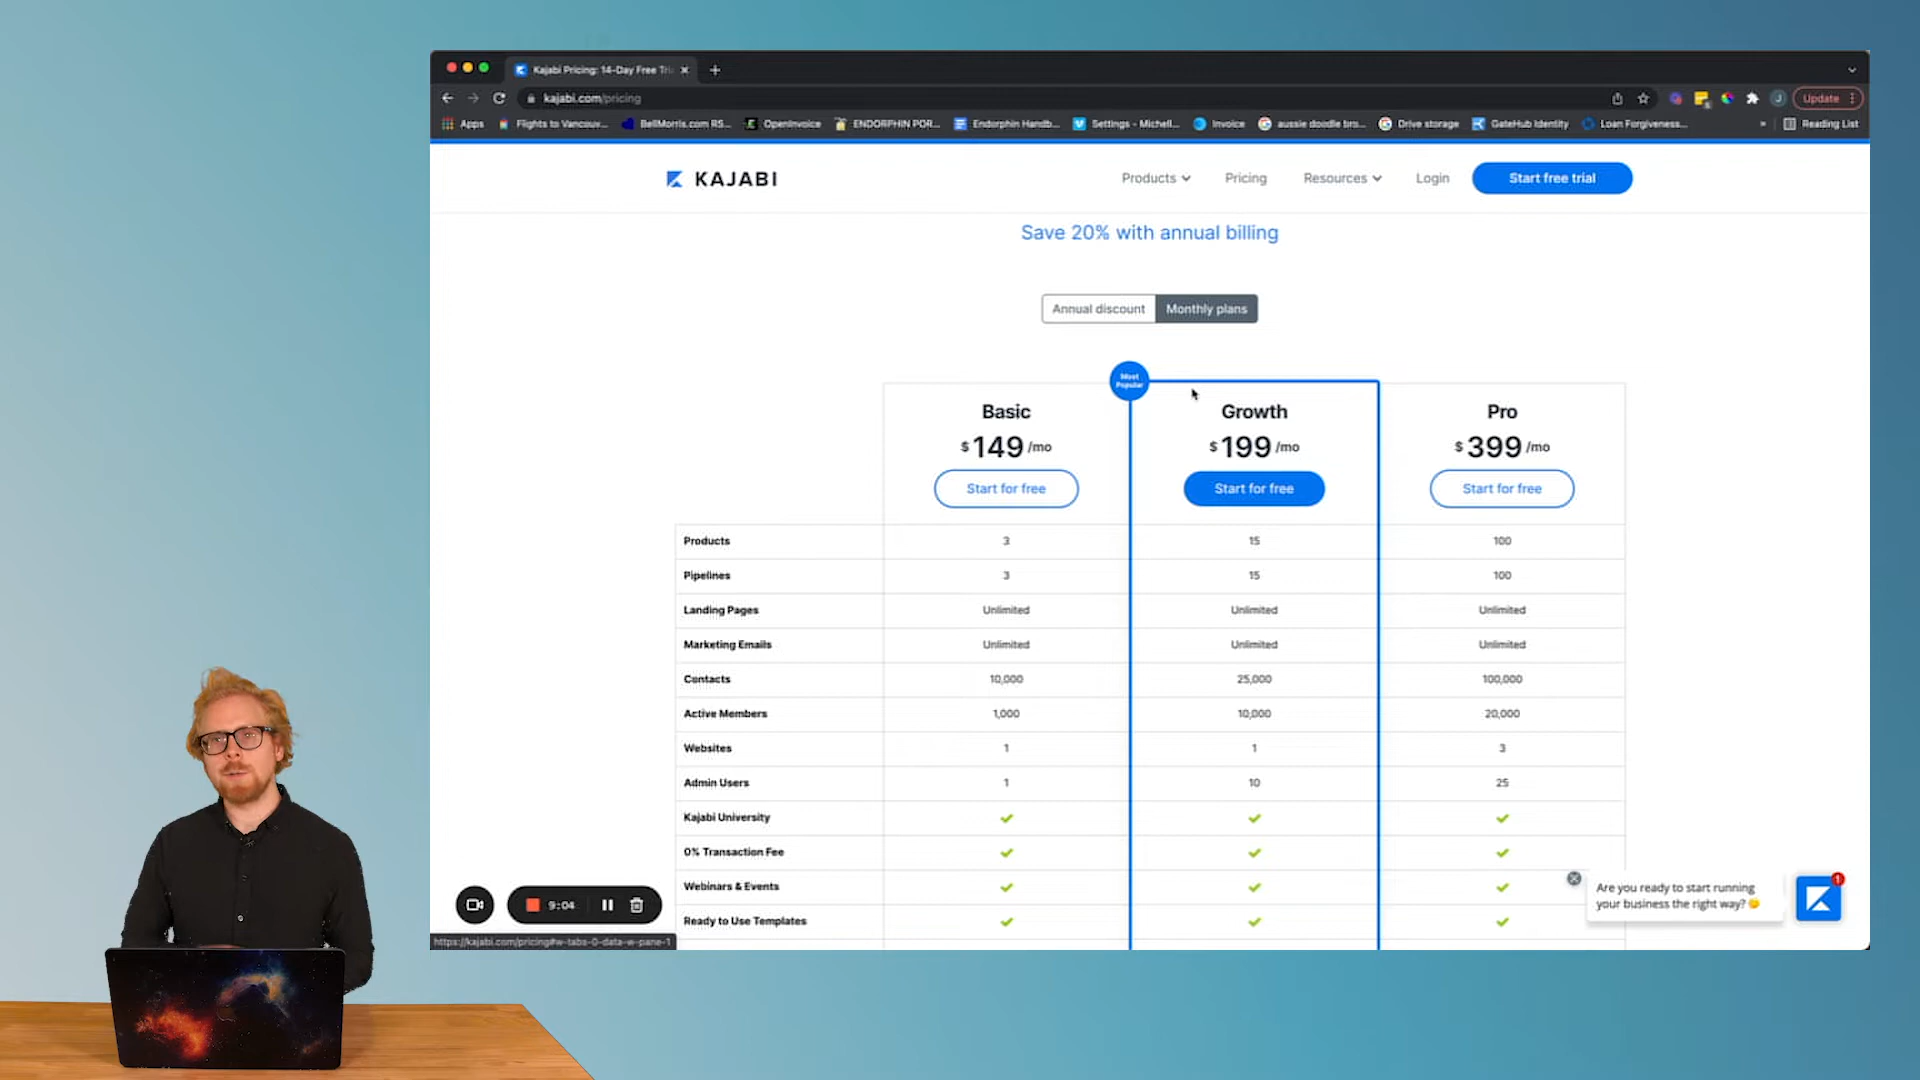 Kajabi Pricing: 14-Day Free Tri
kajabi.com/pricing
Update
Apps
Flights to Vancouv...
BellMorris.com RS...
OpenInvoice
ENDORPHIN POR...
Endorphin Handb...
Settings - Michell...
Invoice
aussie doodle bro...
Drive storage
GateHub Identity
Loan Forgiveness...
»
Reading List
KAJABI
Products
Pricing
Resources
Login
Start free trial
Save 20% with annual billing
Annual discount
Monthly plans
Most
Popular
Basic
Growth
Pro
$149/mo
$199/mo
$399/mo
Start for free
Start for free
Start for free
Products 3 15 100
Pipelines 3 15 100
Landing Pages Unlimited Unlimited Unlimited
Marketing Emails Unlimited Unlimited Unlimited
Contacts 10,000 25,000 100,000
Active Members 1,000 10,000 20,000
Websites 1 1 3
Admin Users 1 10 25
Kajabi University
0% Transaction Fee
Webinars & Events
Ready to Use Templates
Are you ready to start running
your business the right way?
1
9:04
https://kajabi.com/pricing#w-tabs-0-data-w-pane-1